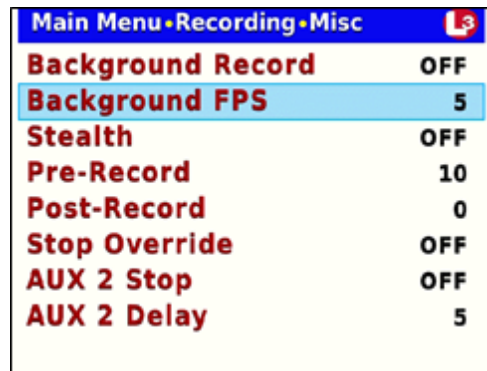 Main Menu•Recording•Misc L3
Background Record OFF
Background FPS 5
Stealth OFF
Pre-Record 10
Post-Record 0
Stop Override OFF
AUX 2 Stop OFF
AUX 2 Delay 5